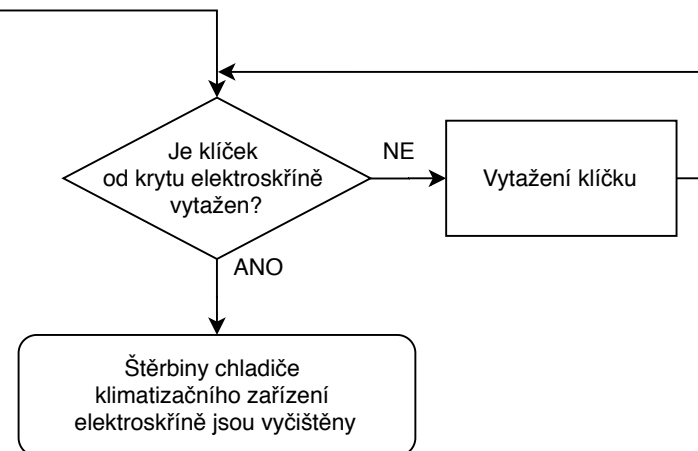 Je klíček
od krytu elektroskříně
vytažen?
NE
Vytažení klíčku
ANO
Štěrbiny chladiče
klimatizačního zařízení
elektroskříně jsou vyčištěny